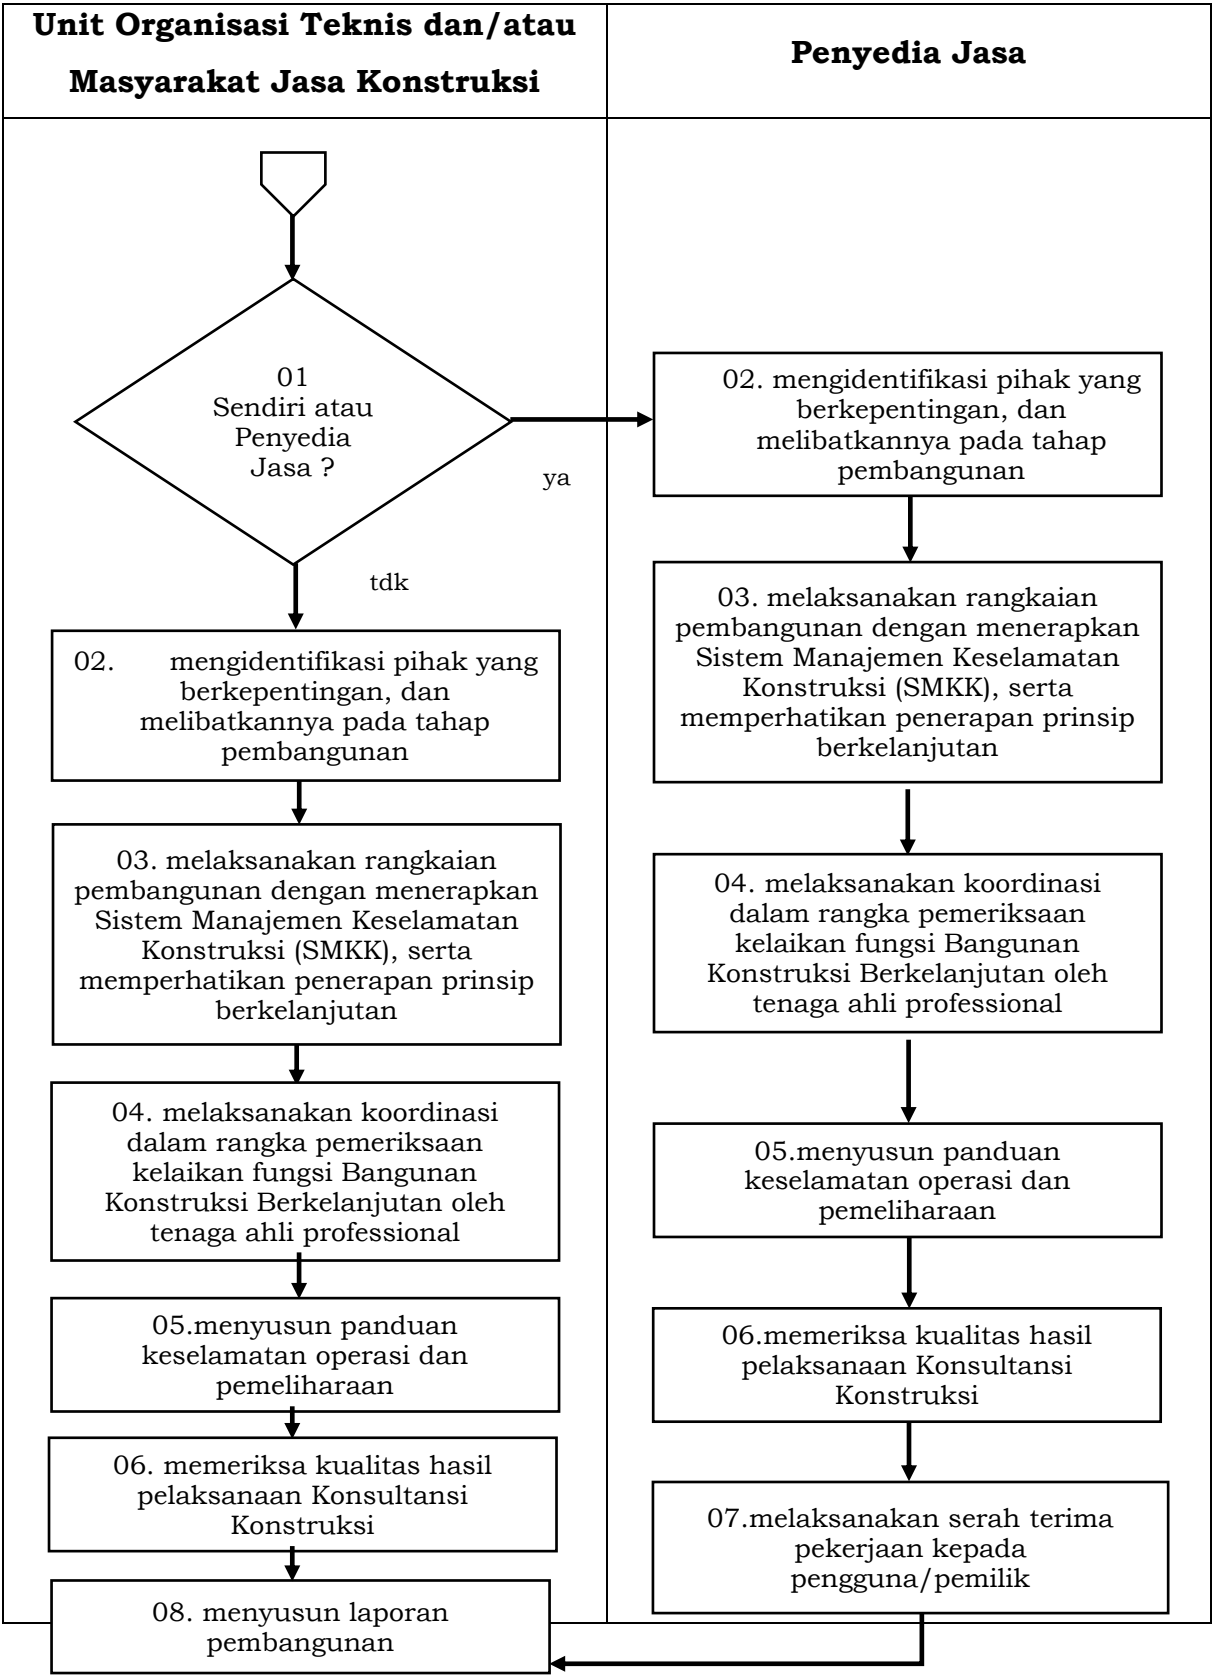 Unit Organisasi Teknis dan/atau
Masyarakat Jasa Konstruksi
Penyedia Jasa
01
Sendiri atau
Penyedia
Jasa ?
ya
tdk
02. mengidentifikasi pihak yang
berkepentingan, dan
melibatkannya pada tahap
pembangunan
03. melaksanakan rangkaian
pembangunan dengan menerapkan
Sistem Manajemen Keselamatan
Konstruksi (SMKK), serta
memperhatikan penerapan prinsip
berkelanjutan
04. melaksanakan koordinasi
dalam rangka pemeriksaan
kelaikan fungsi Bangunan
Konstruksi Berkelanjutan oleh
tenaga ahli professional
05.menyusun panduan
keselamatan operasi dan
pemeliharaan
06. memeriksa kualitas hasil
pelaksanaan Konsultansi
Konstruksi
08. menyusun laporan
pembangunan
02. mengidentifikasi pihak yang
berkepentingan, dan
melibatkannya pada tahap
pembangunan
03. melaksanakan rangkaian
pembangunan dengan menerapkan
Sistem Manajemen Keselamatan
Konstruksi (SMKK), serta
memperhatikan penerapan prinsip
berkelanjutan
04. melaksanakan koordinasi
dalam rangka pemeriksaan
kelaikan fungsi Bangunan
Konstruksi Berkelanjutan oleh
tenaga ahli professional
05.menyusun panduan
keselamatan operasi dan
pemeliharaan
06.memeriksa kualitas hasil
pelaksanaan Konsultansi
Konstruksi
07.melaksanakan serah terima
pekerjaan kepada
pengguna/pemilik